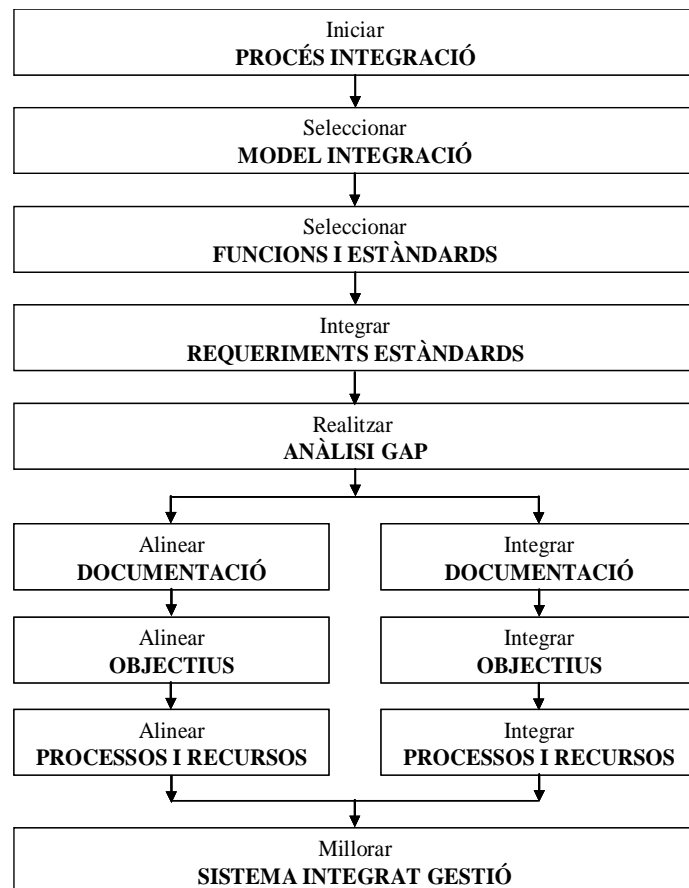 Iniciar
PROCÉS INTEGRACIÓ
Seleccionar
MODEL INTEGRACIÓ
Seleccionar
FUNCIONS I ESTÀNDARDS
Integrar
REQUERIMENTS ESTÀNDARDS
Realitzar
ANÀLISI GAP
Alinear
DOCUMENTACIÓ
Integrar
DOCUMENTACIÓ
Alinear
OBJECTIUS
Integrar
OBJECTIUS
Alinear
PROCESSOS I RECURSOS
Integrar
PROCESSOS I RECURSOS
Millorar
SISTEMA INTEGRAT GESTIÓ